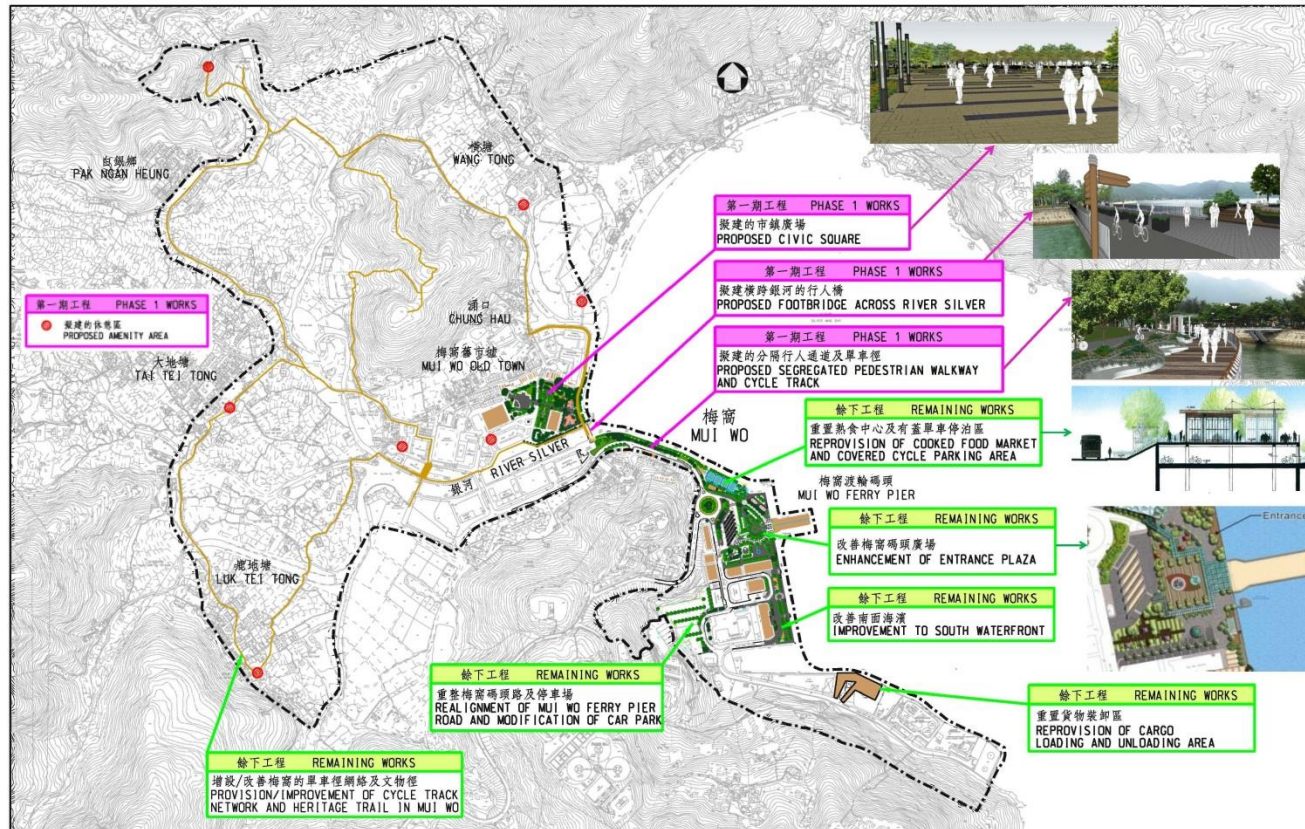 白銀鄉
PAK NGAN HEUNG
橫塘
WANG TONG
第一期工程 PHASE 1 WORKS
擬建的市鎮廣場
PROPOSED CIVIC SQUARE
第一期工程 PHASE 1 WORKS
擬建橫跨銀河的行人橋
PROPOSED FOOTBRIDGE ACROSS RIVER SILVER
第一期工程 PHASE 1 WORKS
擬建的休憩區
PROPOSED AMENITY AREA
涌口
CHUNG HAU
第一期工程 PHASE 1 WORKS
擬建的分隔行人通道及單車徑
PROPOSED SEGREGATED PEDESTRIAN WALKWAY
AND CYCLE TRACK
梅窩舊市墟
MUI WO OLD TOWN
大地塘
TAI TEI TONG
梅窩
MUI WO
餘下工程 REMAINING WORKS
重置熟食中心及有蓋單車停泊區
REPROVISION OF COOKED FOOD MARKET
AND COVERED CYCLE PARKING AREA
銀河 RIVER SILVER
梅窩渡輪碼頭
MUI WO FERRY PIER
餘下工程 REMAINING WORKS
改善梅窩碼頭廣場
ENHANCEMENT OF ENTRANCE PLAZA
Entrance
鹿地塘
LUK TEI TONG
餘下工程 REMAINING WORKS
改善南面海濱
IMPROVEMENT TO SOUTH WATERFRONT
餘下工程 REMAINING WORKS
重整梅窩碼頭路及停車場
REALIGNMENT OF MUI WO FERRY PIER
ROAD AND MODIFICATION OF CAR PARK
餘下工程 REMAINING WORKS
重置貨物裝卸區
REPROVISION OF CARGO
LOADING AND UNLOADING AREA
餘下工程 REMAINING WORKS
增設/改善梅窩的單車徑網絡及文物徑
PROVISION/IMPROVEMENT OF CYCLE TRACK
NETWORK AND HERITAGE TRAIL IN MUI WO